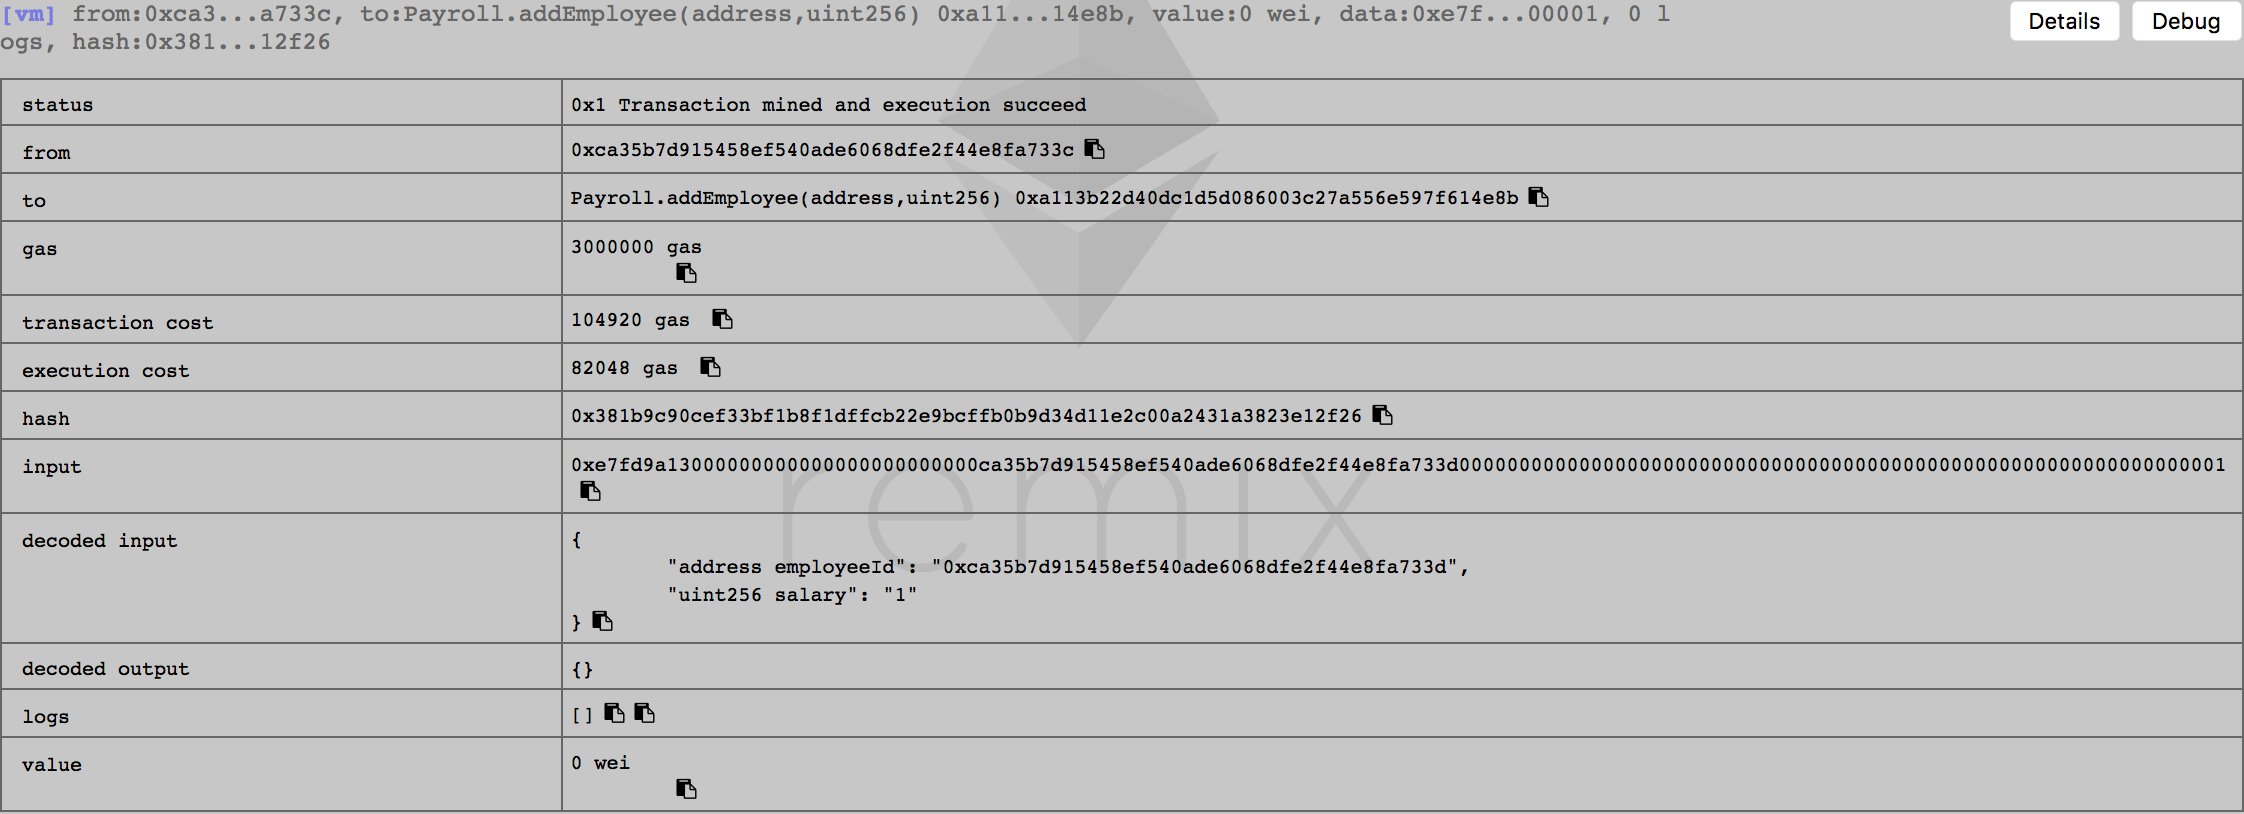 [vm] from:0xca3...a733c, to:Payroll.addEmployee(address,uint256) 0xa11...14e8b, value:0 wei, data:0xe7f...00001, 0 l
ogs, hash:0x381...12f26
Details Debug
status 0x1 Transaction mined and execution succeed
from 0xca35b7d915458ef540ade6068dfe2f44e8fa733c
to Payroll.addEmployee(address,uint256) 0xa113b22d40dc1d5d086003c27a556e597f614e8b
gas 3000000 gas
transaction cost 104920 gas
execution cost 82048 gas
hash 0x381b9c90cef33bf1b8f1dffcb22e9bcffb0b9d34d11e2c00a2431a3823e12f26
input 0xe7fd9a13000000000000000000000000ca35b7d915458ef540ade6068dfe2f44e8fa733d0000000000000000000000000000000000000000000000000000000000000001
decoded input {
"address employeeId": "0xca35b7d915458ef540ade6068dfe2f44e8fa733d",
"uint256 salary": "1"
}
decoded output {}
logs []
value 0 wei
remix